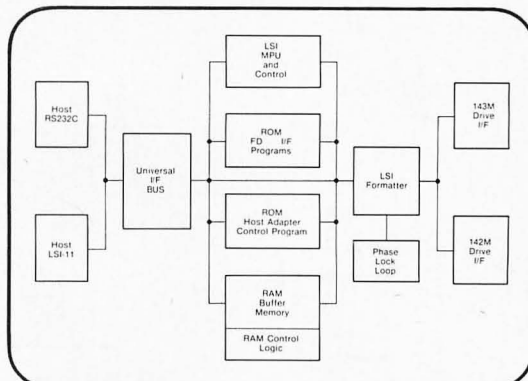 LSI
MPU
and
Control
Host
RS232C
143M
Drive
I/F
ROM
FD I/F
Programs
Universal
I/F
BUS
LSI
Formatter
ROM
Host Adapter
Control Program
Host
LSI-11
Phase
Lock
Loop
142M
Drive
I/F
RAM
Buffer
Memory
RAM Control
Logic